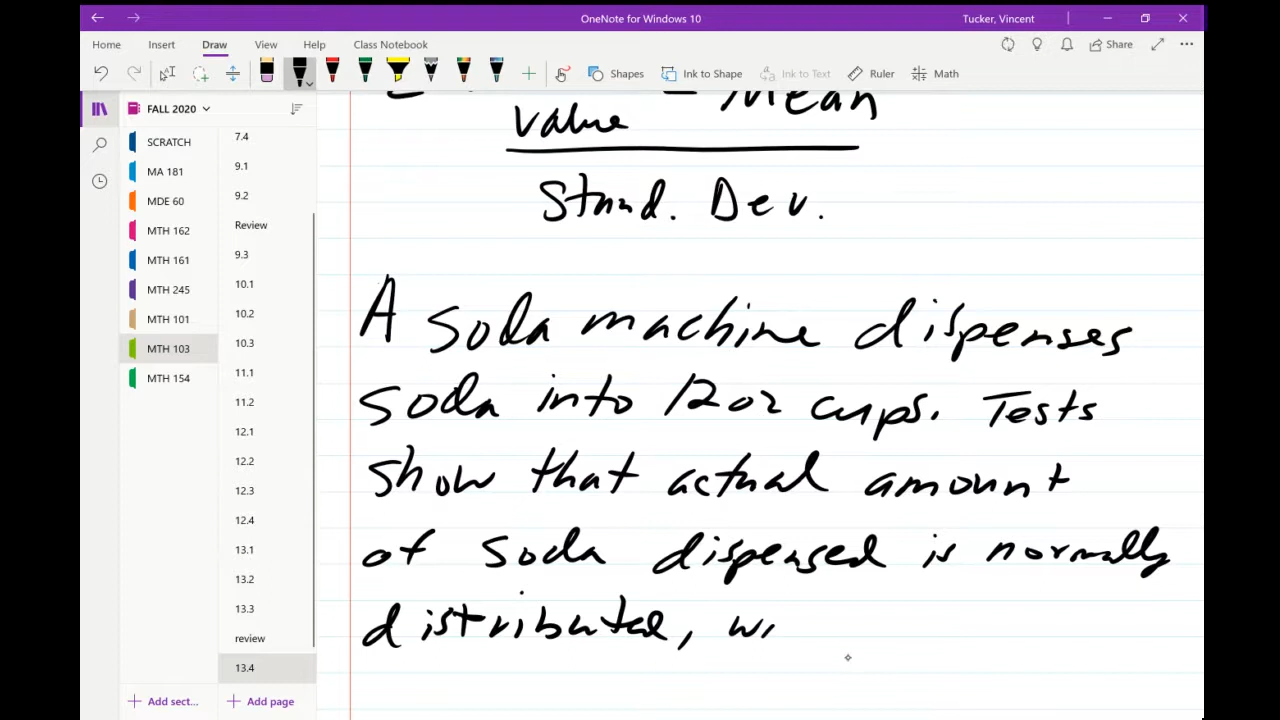 OneNote for Windows 10
Tucker, Vincent
Home Insert Draw View Help Class Notebook
Share
Shapes Ink to Shape Ink to Text Ruler Math
FALL 2020
SCRATCH
MA 181
MDE 60
MTH 162
MTH 161
MTH 245
MTH 101
MTH 103
MTH 154
Add sect...
7.4
9.1
9.2
Review
9.3
10.1
10.2
10.3
11.1
11.2
12.1
12.2
12.3
12.4
13.1
13.2
13.3
review
13.4
Add page
value - Mean
Stand. Dev.
A soda machine dispenses
soda into 12oz cups. Tests
show that actual amount
of soda dispensed is normally
distributed, wi